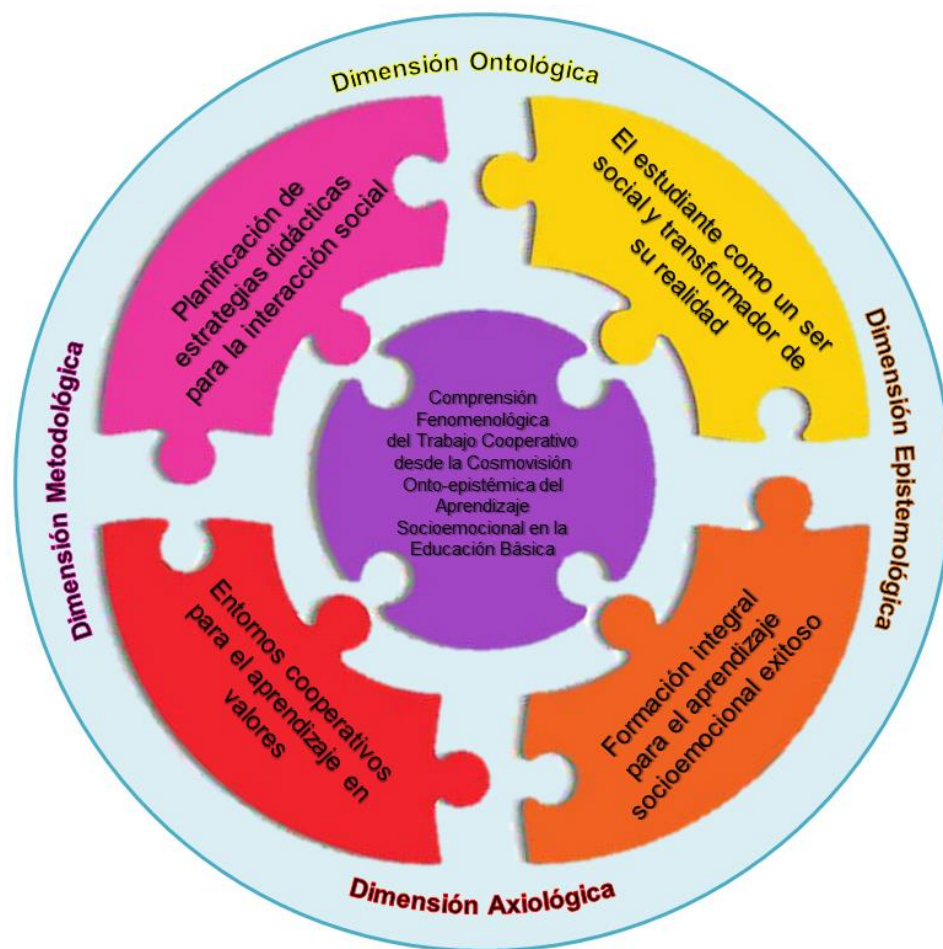 Dimensión Ontológica
Planificación de
estrategias didácticas
para la interacción social
El estudiante como un ser
social y transformador de
su realidad
Dimensión Metodológica
Comprensión
Fenomenológica
del Trabajo Cooperativo
desde la Cosmovisión
Onto-epistémica del
Aprendizaje
Socioemocional en la
Educación Básica
Dimensión Epistemológica
Entornos cooperativos
para el aprendizaje en
valores
Formación integral
para el aprendizaje
socioemocional exitoso
Dimensión Axiológica